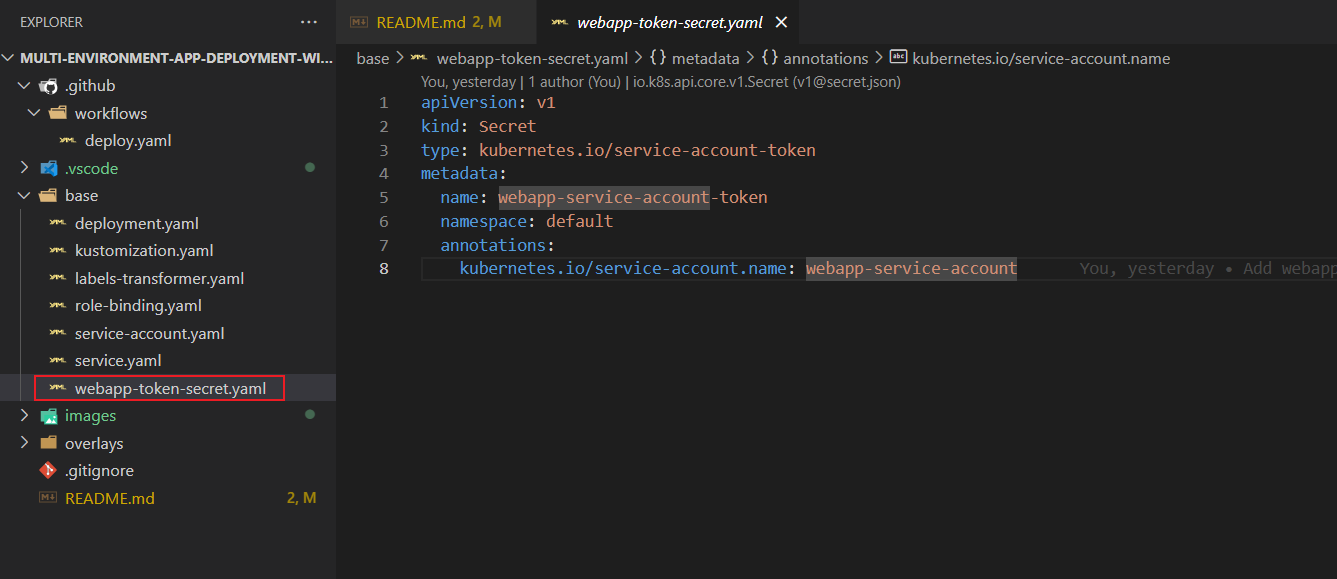 EXPLORER
...
MULTI-ENVIRONMENT-APP-DEPLOYMENT-WI...
.github
workflows
deploy.yaml
.vscode
base
deployment.yaml
kustomization.yaml
labels-transformer.yaml
role-binding.yaml
service-account.yaml
service.yaml
webapp-token-secret.yaml
images
overlays
.gitignore
README.md 2, M
README.md 2, M
webapp-token-secret.yaml
base > webapp-token-secret.yaml > {} metadata > {} annotations > abc kubernetes.io/service-account.name
You, yesterday | 1 author (You) | io.k8s.api.core.v1.Secret (v1@secret.json)
1 apiVersion: v1
2 kind: Secret
3 type: kubernetes.io/service-account-token
4 metadata:
5 name: webapp-service-account-token
6 namespace: default
7 annotations:
8 kubernetes.io/service-account.name: webapp-service-account You, yesterday • Add webapp